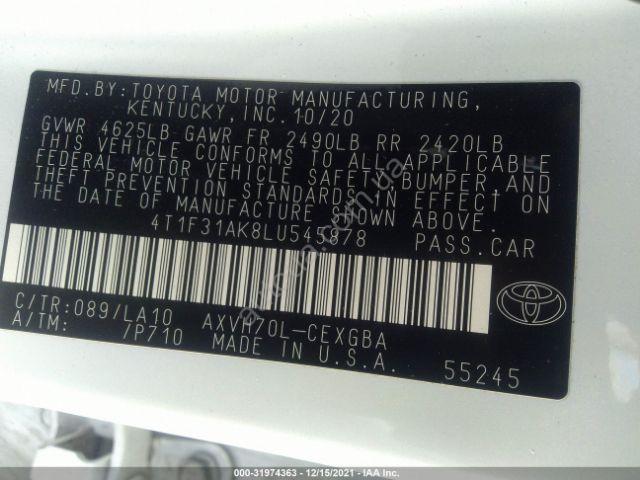 MFD.BY: TOYOTA MOTOR MANUFACTURING,
KENTUCKY, INC. 10/20
GVWR 4625LB GAWR FR 2490LB RR 2420LB
THIS VEHICLE CONFORMS TO ALL APPLICABLE
FEDERAL MOTOR VEHICLE SAFETY, BUMPER, AND
THEFT PREVENTION STANDARDS IN EFFECT ON
THE DATE OF MANUFACTURE SHOWN ABOVE.
4T1F31AK8LU545878 PASS.CAR
C/TR: 089/LA10 AXVH70L-CEXGBA
A/TM: /P710 MADE IN U.S.A.
55245
000-31974363 - 12/15/2021 - IAA